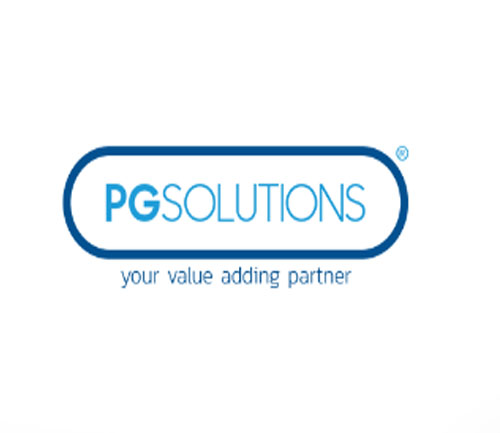 PGSOLUTIONS
®
your value adding partner